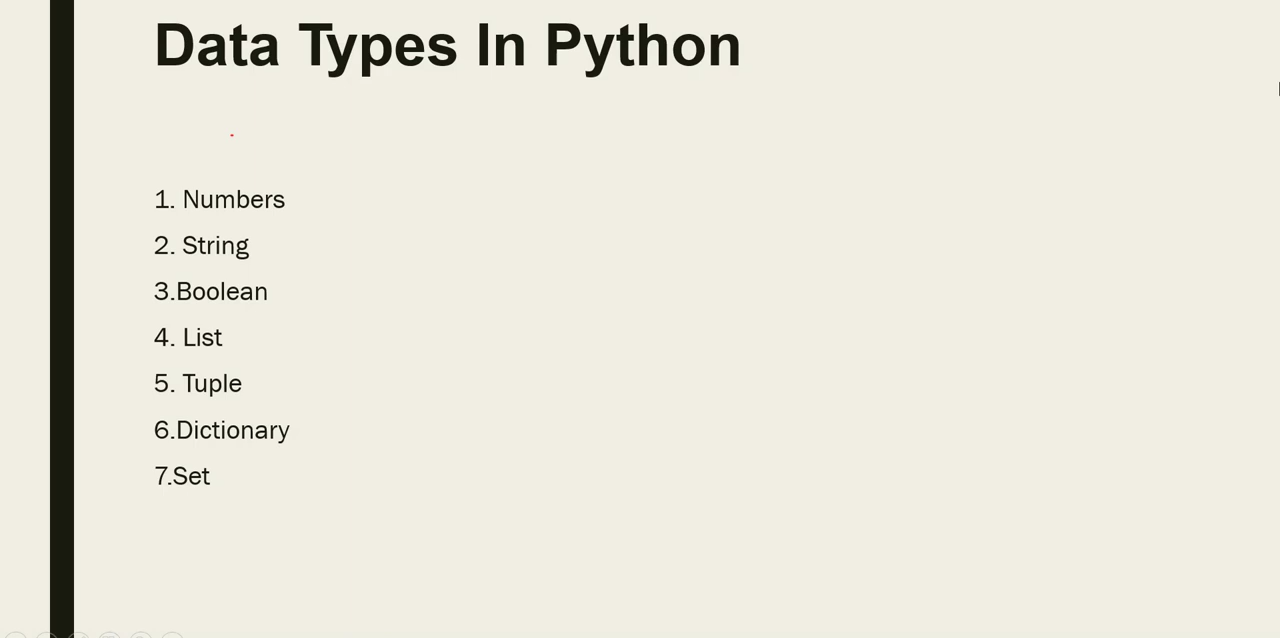 Data Types In Python
1. Numbers
2. String
3.Boolean
4. List
5. Tuple
6.Dictionary
7.Set